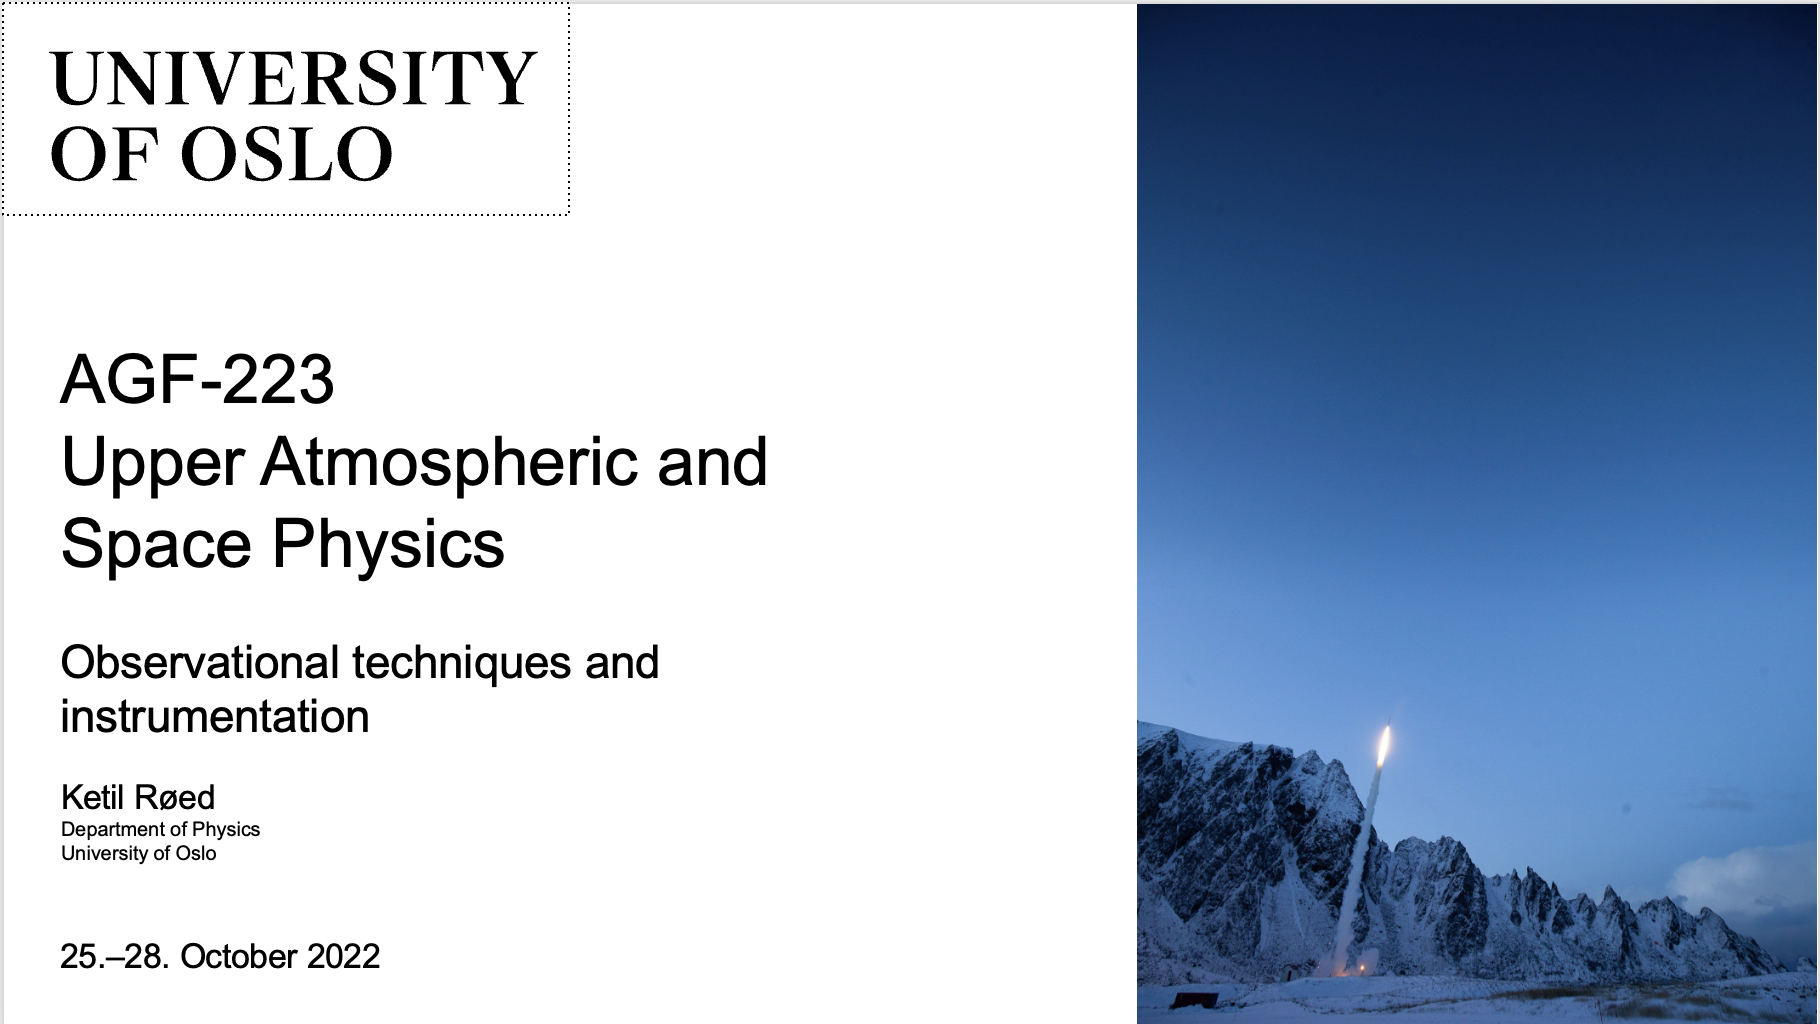 UNIVERSITY
OF OSLO
AGF-223
Upper Atmospheric and
Space Physics
Observational techniques and
instrumentation
Ketil Røed
Department of Physics
University of Oslo
25.–28. October 2022